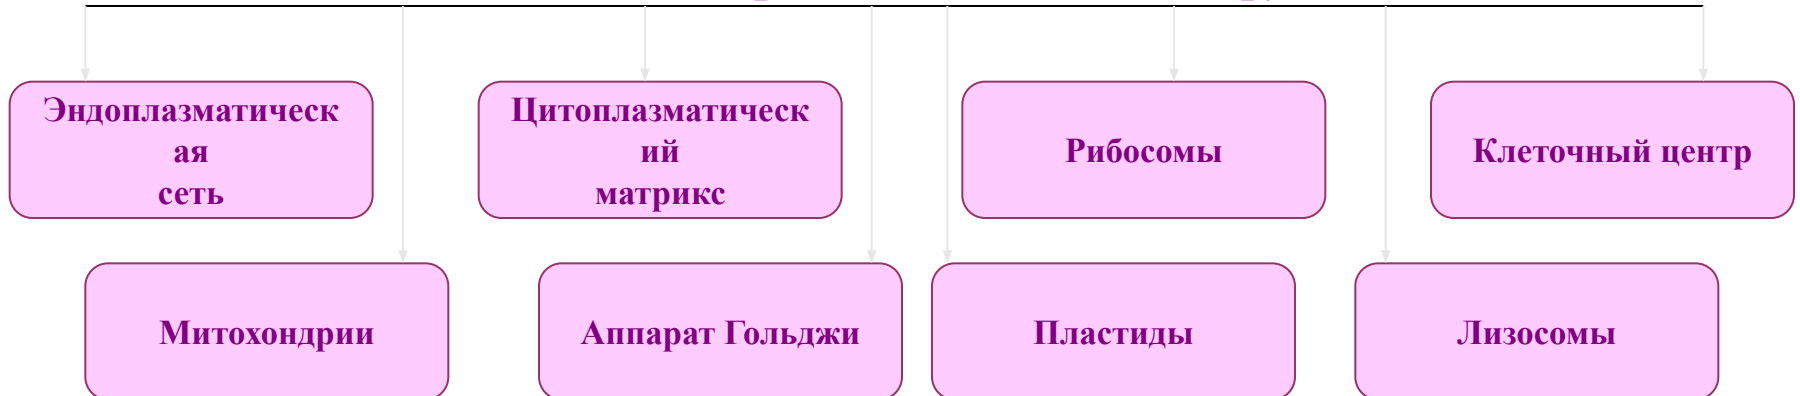 Эндоплазматическ
ая
сеть
Цитоплазматическ
ий
матрикс
Рибосомы
Клеточный центр
Митохондрии
Аппарат Гольджи
Пластиды
Лизосомы